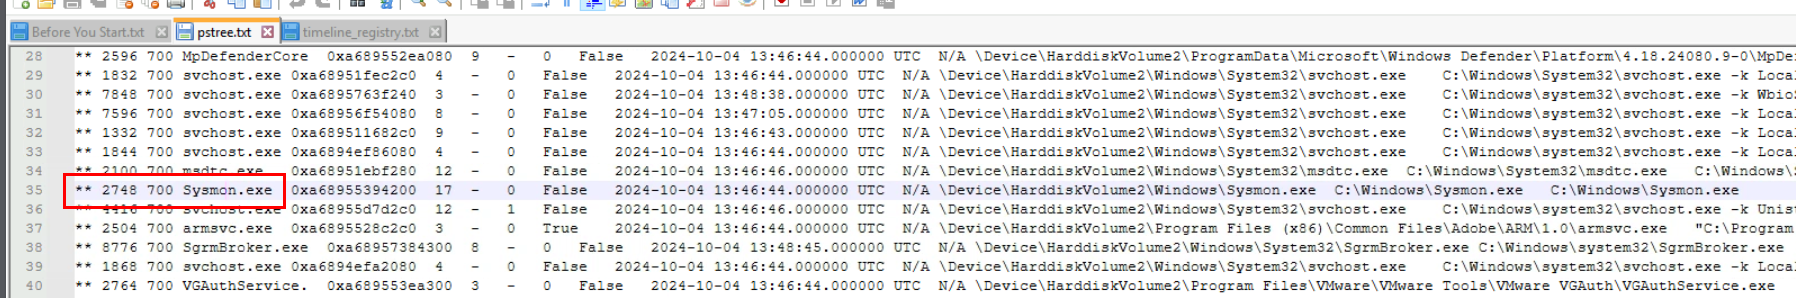 Before You Start.txt pstree.txt timeline_registry.txt
28 ** 2596 700 MpDefenderCore 0xa689552ea080 9 - 0 False 2024-10-04 13:46:44.000000 UTC N/A \Device\HarddiskVolume2\ProgramData\Microsoft\Windows Defender\Platform\4.18.24080.9-0\MpDe
29 ** 1832 700 svchost.exe 0xa68951fec2c0 4 - 0 False 2024-10-04 13:46:44.000000 UTC N/A \Device\HarddiskVolume2\Windows\System32\svchost.exe C:\Windows\System32\svchost.exe -k Loca
30 ** 7848 700 svchost.exe 0xa6895763f240 3 - 0 False 2024-10-04 13:48:38.000000 UTC N/A \Device\HarddiskVolume2\Windows\System32\svchost.exe C:\Windows\system32\svchost.exe -k WbioS
31 ** 7596 700 svchost.exe 0xa68956f54080 8 - 0 False 2024-10-04 13:47:05.000000 UTC N/A \Device\HarddiskVolume2\Windows\System32\svchost.exe C:\Windows\system32\svchost.exe -k Loca
32 ** 1332 700 svchost.exe 0xa689511682c0 9 - 0 False 2024-10-04 13:46:43.000000 UTC N/A \Device\HarddiskVolume2\Windows\System32\svchost.exe C:\Windows\system32\svchost.exe -k Loca
33 ** 1844 700 svchost.exe 0xa6894ef86080 4 - 0 False 2024-10-04 13:46:44.000000 UTC N/A \Device\HarddiskVolume2\Windows\System32\svchost.exe C:\Windows\System32\svchost.exe -k Loca
34 ** 2100 700 msdtc.exe 0xa68951ebf280 12 - 0 False 2024-10-04 13:46:46.000000 UTC N/A \Device\HarddiskVolume2\Windows\System32\msdtc.exe C:\Windows\System32\msdtc.exe C:\Windows\System32\msdtc.exe
35 ** 2748 700 Sysmon.exe 0xa68955394200 17 - 0 False 2024-10-04 13:46:44.000000 UTC N/A \Device\HarddiskVolume2\Windows\Sysmon.exe C:\Windows\Sysmon.exe C:\Windows\Sysmon.exe
36 ** 4416 700 svchost.exe 0xa68955d7d2c0 12 - 1 False 2024-10-04 13:46:46.000000 UTC N/A \Device\HarddiskVolume2\Windows\System32\svchost.exe C:\Windows\system32\svchost.exe -k Unist
37 ** 2504 700 armsvc.exe 0xa6895528c2c0 3 - 0 True 2024-10-04 13:46:44.000000 UTC N/A \Device\HarddiskVolume2\Program Files (x86)\Common Files\Adobe\ARM\1.0\armsvc.exe "C:\Program
38 ** 8776 700 SgrmBroker.exe 0xa68957384300 8 - 0 False 2024-10-04 13:48:45.000000 UTC N/A \Device\HarddiskVolume2\Windows\System32\SgrmBroker.exe C:\Windows\system32\SgrmBroker.exe
39 ** 1868 700 svchost.exe 0xa6894efa2080 4 - 0 False 2024-10-04 13:46:44.000000 UTC N/A \Device\HarddiskVolume2\Windows\System32\svchost.exe C:\Windows\system32\svchost.exe -k Loca
40 ** 2764 700 VGAuthService. 0xa689553ea300 3 - 0 False 2024-10-04 13:46:44.000000 UTC N/A \Device\HarddiskVolume2\Program Files\VMware\VMware Tools\VMware VGAuth\VGAuthService.exe